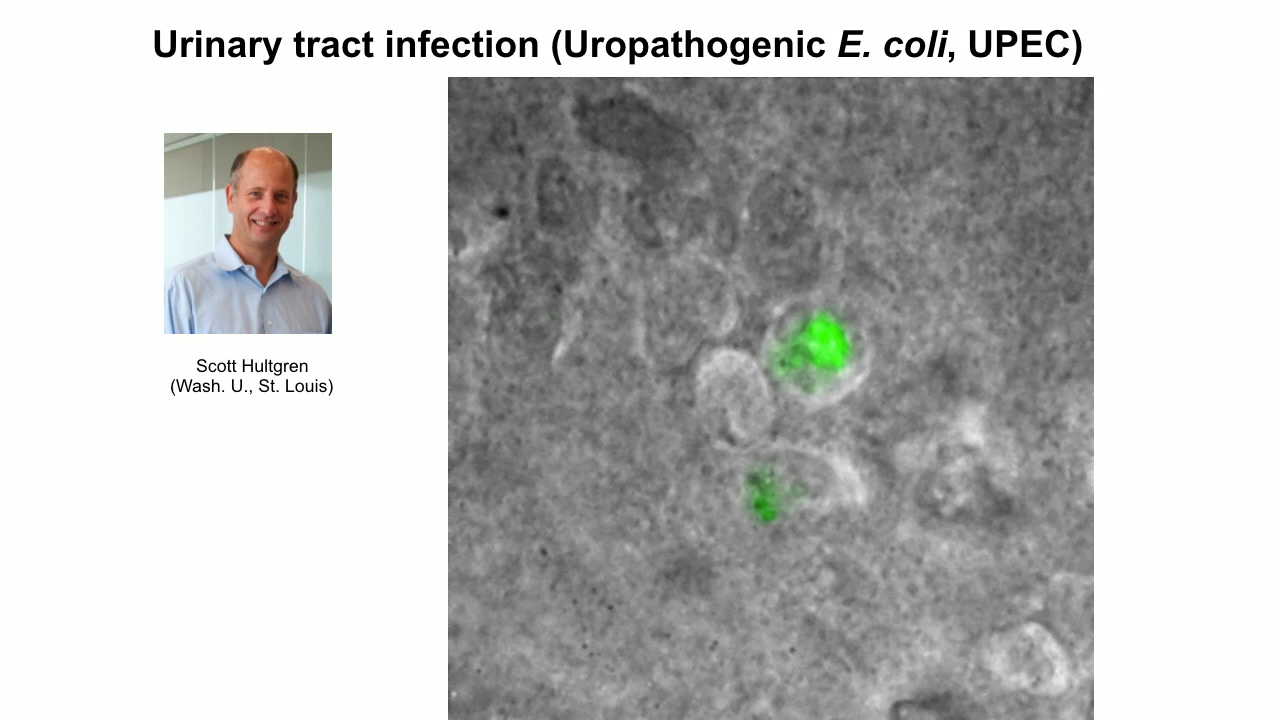 Urinary tract infection (Uropathogenic E. coli, UPEC)
Scott Hultgren
(Wash. U., St. Louis)